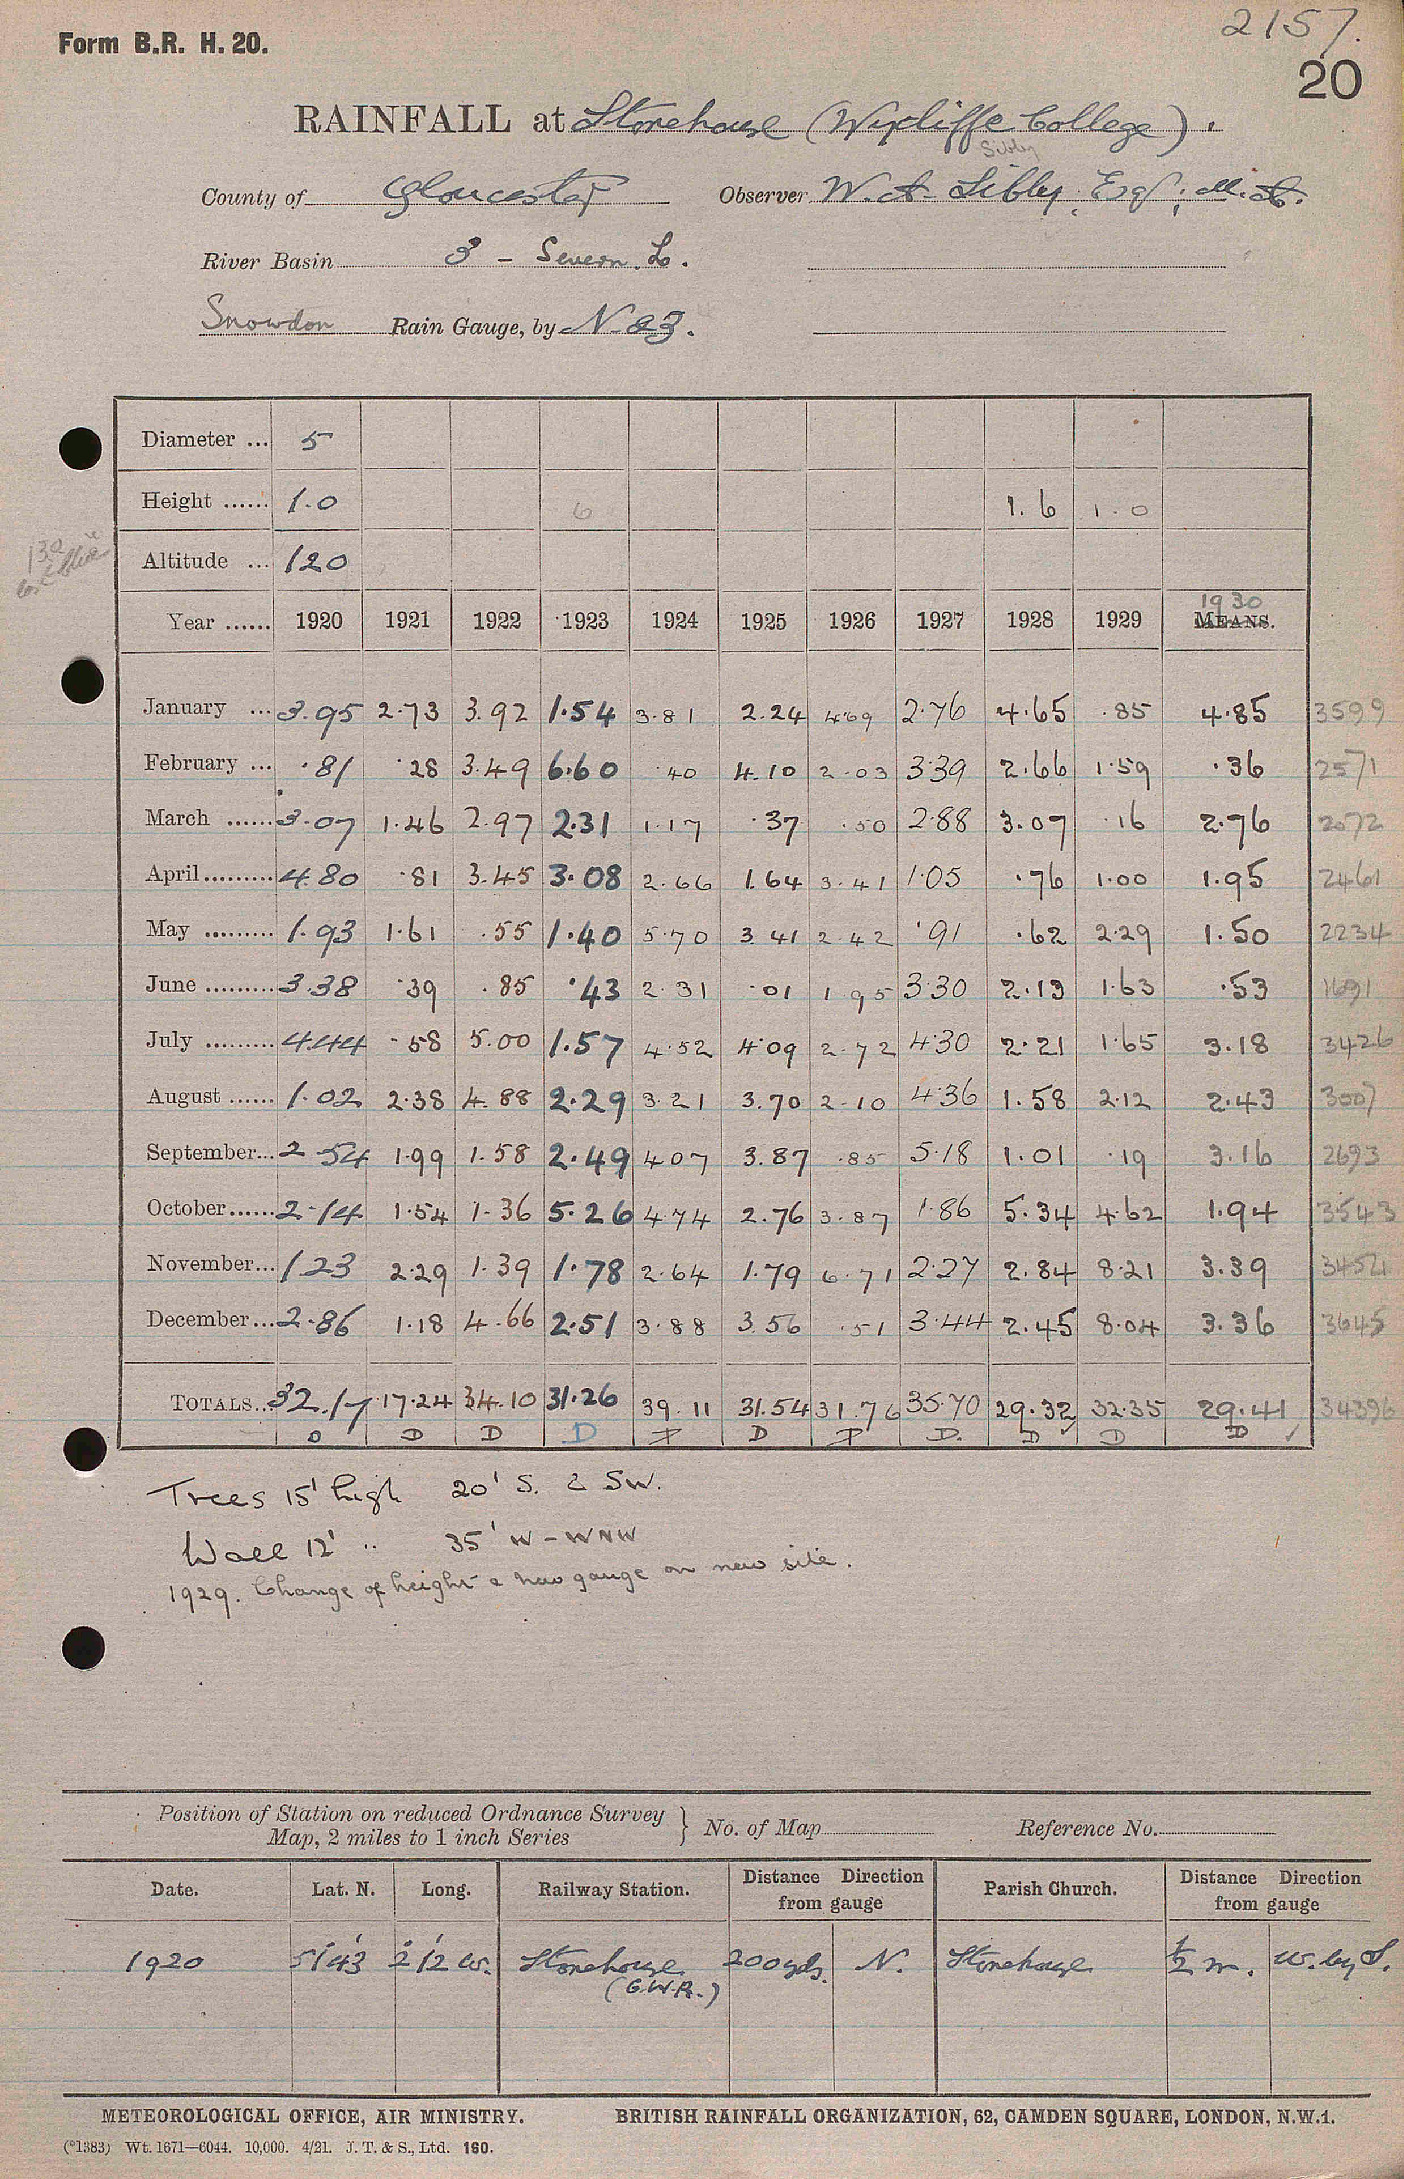 2157.
Form B.R. H. 20.
20
RAINFALL at Stonehouse (Wycliffe College).
Sibly
County of Gloucester Observer W. A. Sibly, Esq; M.A.
River Basin 3 - Severn L.
Snowdon Rain Gauge, by N & Z.
Diameter ... 5
Height ...... 1.0 6 1.6 1.0
Altitude ... 120
130
1930
Year ...... 1920 1921 1922 1923 1924 1925 1926 1927 1928 1929 MEANS.
January ... 3.95 2.73 3.92 1.54 3.81 2.24 4.69 2.76 4.65 .85 4.85 3599
February ... .81 .28 3.49 6.60 .40 4.10 2.03 3.39 2.66 1.59 .36 2571
March ...... 3.07 1.46 2.97 2.31 1.17 .37 .50 2.88 3.07 .16 2.76 2072
April......... 4.80 .81 3.45 3.08 2.66 1.64 3.41 1.05 .76 1.00 1.95 2461
May ......... 1.93 1.61 .55 1.40 5.70 3.41 2.42 .91 .62 2.29 1.50 2234
June ......... 3.38 .39 .85 .43 2.31 .01 1.95 3.30 2.13 1.63 .53 1691
July ......... 4.44 .58 5.00 1.57 4.52 4.09 2.72 4.30 2.21 1.65 3.18 3426
August ...... 1.02 2.38 4.88 2.29 3.21 3.70 2.10 4.36 1.58 2.12 2.43 3007
September... 2.54 1.99 1.58 2.49 4.07 3.87 .85 5.18 1.01 .19 3.16 2693
October...... 2.14 1.54 1.36 5.26 4.74 2.76 3.87 1.86 5.34 4.62 1.94 3543
November... 1.23 2.29 1.39 1.78 2.64 1.79 6.71 2.27 2.84 8.21 3.39 3454
December... 2.86 1.18 4.66 2.51 3.88 3.56 .51 3.44 2.45 8.04 3.36 3645
TOTALS... 32.17 17.24 34.10 31.26 39.11 31.54 31.76 35.70 29.32 32.35 29.41 34396
D D D D P D P D. D D D
Trees 15' high 20' S. & SW.
Wall 12' " 35' W - WNW
1929. Change of height & new gauge on new site.
Position of Station on reduced Ordnance Survey
Map, 2 miles to 1 inch Series } No. of Map Reference No.
Date. Lat. N. Long. Railway Station. Distance Direction from gauge Parish Church. Distance Direction from gauge
1920 51°43' 2°12 W. Stonehouse (G.W.R.) 200 yds. N. Stonehouse ½ m. W. by S.
METEOROLOGICAL OFFICE, AIR MINISTRY. BRITISH RAINFALL ORGANIZATION, 62, CAMDEN SQUARE, LONDON, N.W.1.
(*1383) Wt. 1671—6044. 10,000. 4/21. J. T. & S., Ltd. 160.